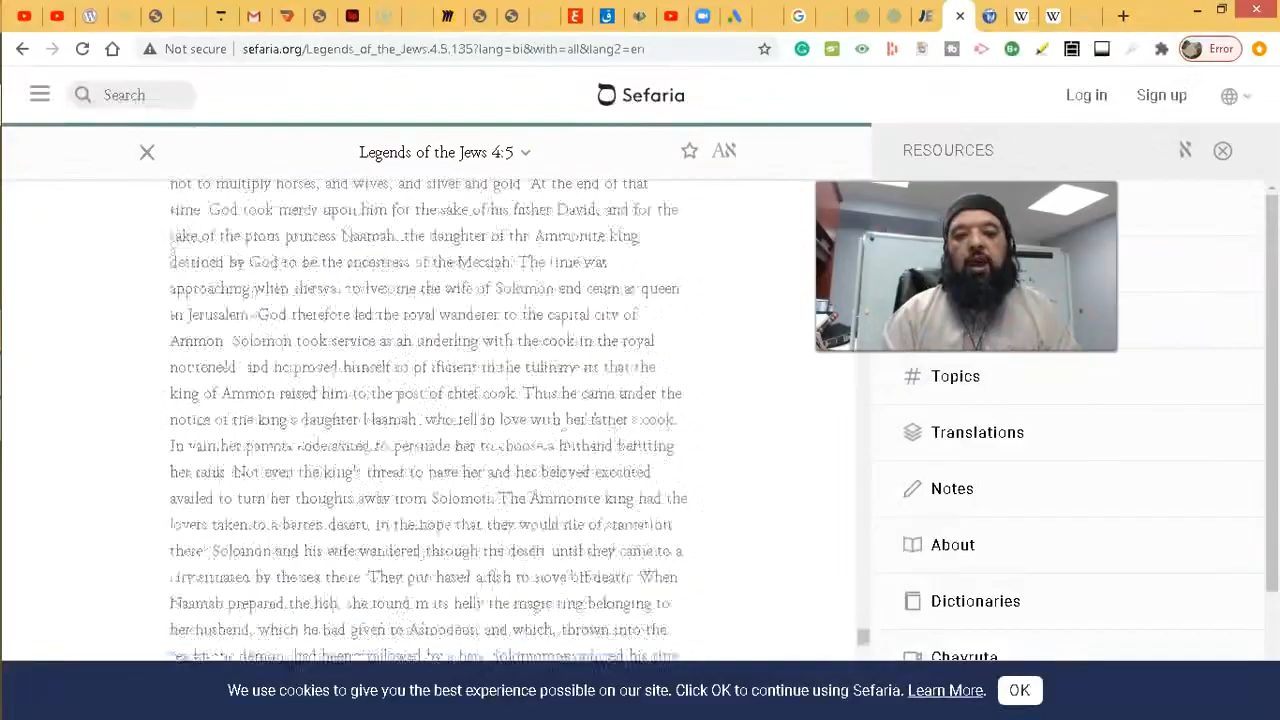 Error
Not secure
sefaria.org/Legends_of_the_Jews.4.5.135?lang=bi&with=all&lang2=en
Search
Sefaria
Log in
Sign up
Legends of the Jews 4:5
RESOURCES
not to multiply horses, and wives, and silver and gold At the end of that
time God took mercy upon him for the sake of his father David, and for the
sake of the pious princess Naamah the daughter of the Ammonite king
destined by God to be the ancestress of the Messiah. The time was
approaching when she was to become the wife of Solomon and reign as queen
in Jerusalem God therefore led the royal wanderer to the capital city of
Ammon Solomon took service as an underling with the cook in the royal
household and he proved himself so proficient in the culinary art that the
king of Ammon raised him to the post of chief cook. Thus he came under the
notice of the king's daughter Naamah who fell in love with her father's cook.
In vain her parents endeavored to persuade her to choose a husband befitting
her rank Not even the king's threat to have her and her beloved executed
availed to turn her thoughts away from Solomon. The Ammonite king had the
lovers taken to a barren desert, in the hope that they would die of starvation
there Solomon and his wife wandered through the desert until they came to a
city situated by the sea shore They purchased a fish to stave off death. When
Naamah prepared the fish, she found in its belly the magic ring belonging to
her husband, which he had given to Asmodeus, and which, thrown into the
Topics
Translations
Notes
About
Dictionaries
Chavruta
We use cookies to give you the best experience possible on our site. Click OK to continue using Sefaria. Learn More.
OK